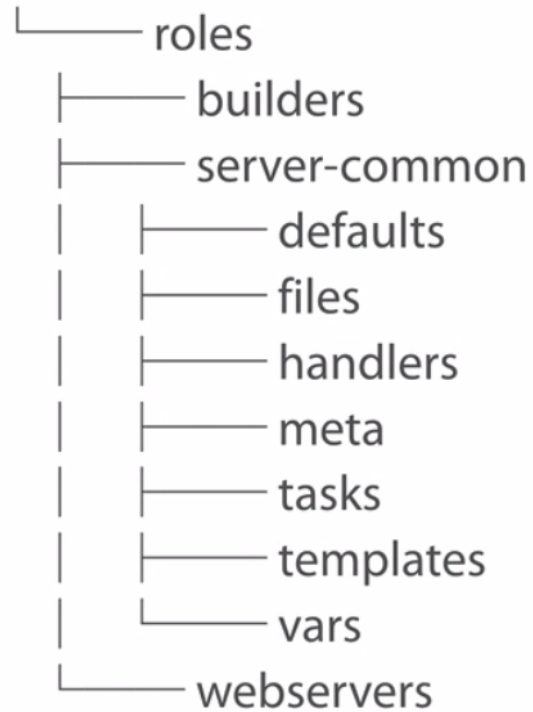 roles
builders
server-common
defaults
files
handlers
meta
tasks
templates
vars
webservers